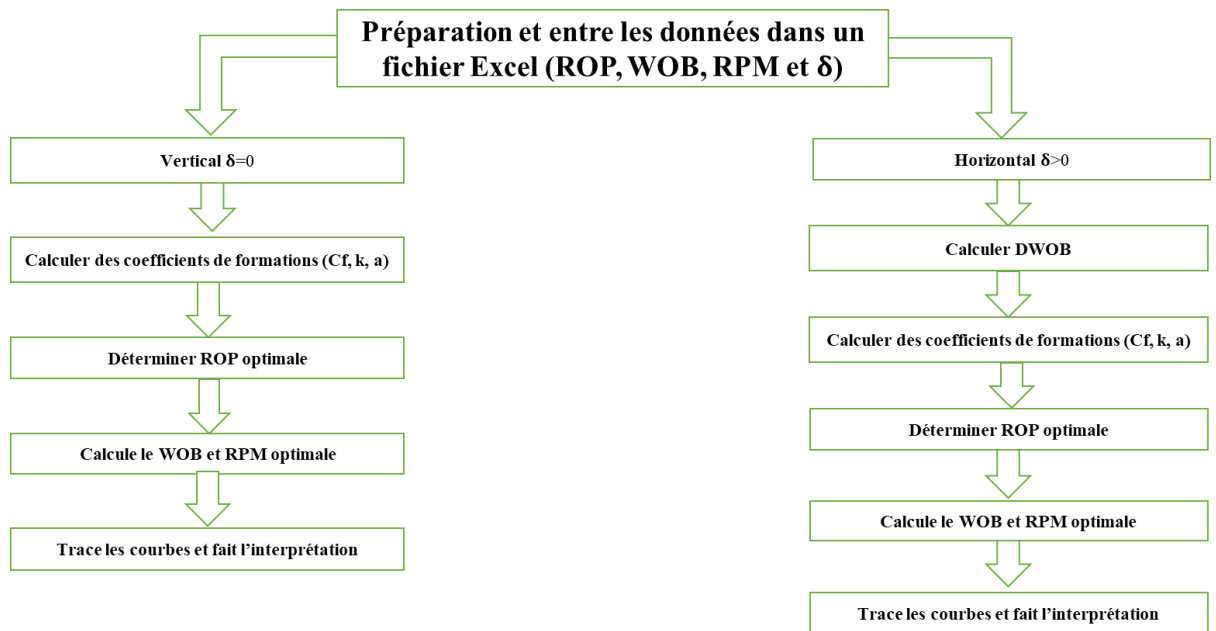 Préparation et entre les données dans un
fichier Excel (ROP, WOB, RPM et δ)
Vertical δ=0
Calculer des coefficients de formations (Cf, k, a)
Déterminer ROP optimale
Calcule le WOB et RPM optimale
Trace les courbes et fait l’interprétation
Horizontal δ>0
Calculer DWOB
Calculer des coefficients de formations (Cf, k, a)
Déterminer ROP optimale
Calcule le WOB et RPM optimale
Trace les courbes et fait l’interprétation